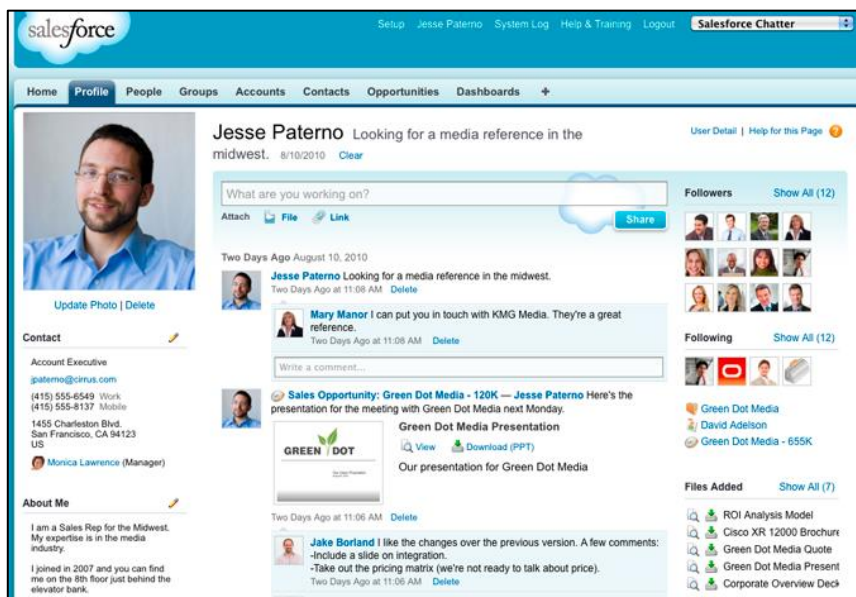 salesforce
Setup Jesse Paterno System Log Help & Training Logout Salesforce Chatter
Home Profile People Groups Accounts Contacts Opportunities Dashboards +
Jesse Paterno Looking for a media reference in the
midwest. 8/10/2010 Clear
User Detail | Help for this Page
What are you working on?
Attach File Link
Share
Two Days Ago August 10, 2010
Jesse Paterno Looking for a media reference in the midwest.
Two Days Ago at 11:08 AM Delete
Mary Manor I can put you in touch with KMG Media. They're a great
reference.
Two Days Ago at 11:08 AM Delete
Write a comment...
Sales Opportunity: Green Dot Media - 120K — Jesse Paterno Here's the
presentation for the meeting with Green Dot Media next Monday.
GREEN DOT
Green Dot Media Presentation
View Download (PPT)
Our presentation for Green Dot Media
Two Days Ago at 11:06 AM Delete
Jake Borland I like the changes over the previous version. A few comments:
-Include a slide on integration.
-Take out the pricing matrix (we're not ready to talk about price).
Two Days Ago at 11:06 AM Delete
Update Photo | Delete
Contact
Account Executive
jpaterno@cirrus.com
(415) 555-6549 Work
(415) 555-8137 Mobile
1455 Charleston Blvd.
San Francisco, CA 94123
US
Monica Lawrence (Manager)
About Me
I am a Sales Rep for the Midwest.
My expertise is in the media
industry.
I joined in 2007 and you can find
me on the 8th floor just behind the
elevator bank.
Followers Show All (12)
Following Show All (12)
Green Dot Media
David Adelson
Green Dot Media - 655K
Files Added Show All (7)
ROI Analysis Model
Cisco XR 12000 Brochure
Green Dot Media Quote
Green Dot Media Present
Corporate Overview Deck